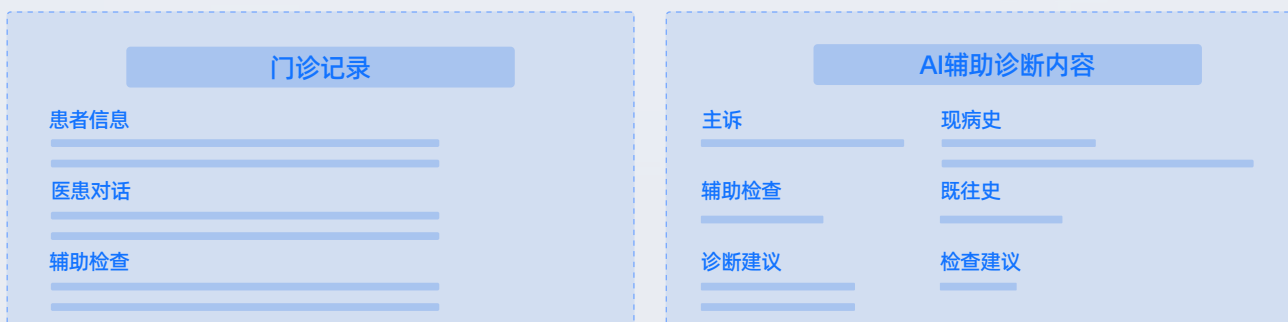 门诊记录
患者信息
医患对话
辅助检查
AI辅助诊断内容
主诉
现病史
辅助检查
既往史
诊断建议
检查建议